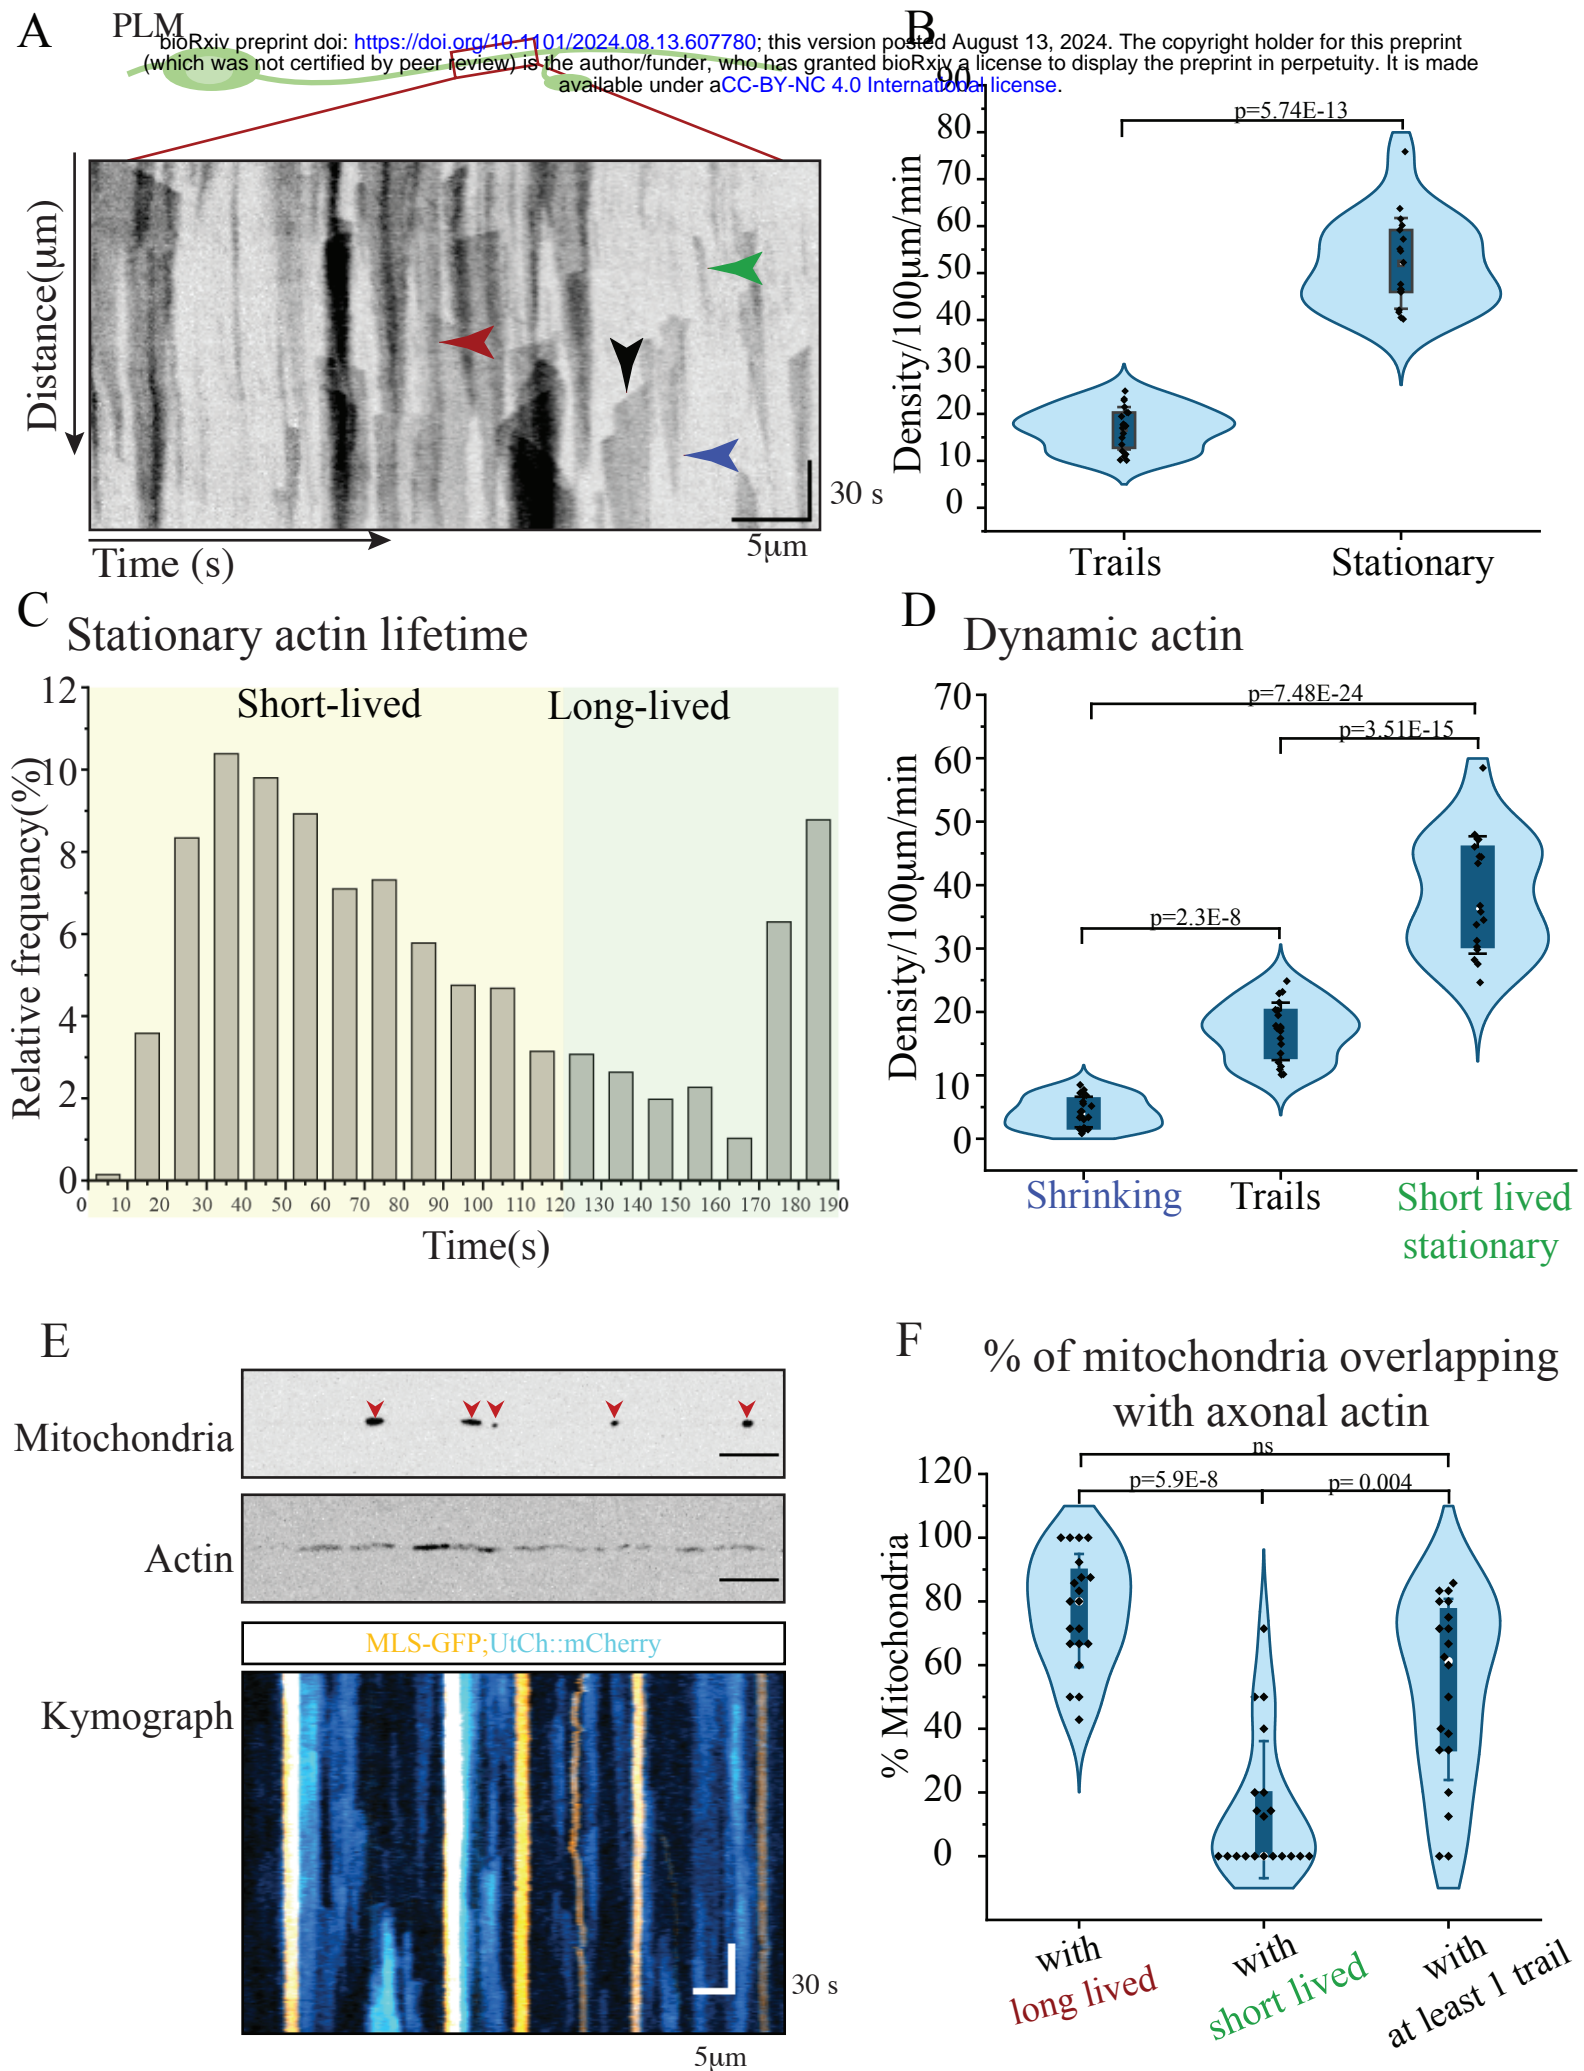 A
PLM
bioRxiv preprint doi: https://doi.org/10.1101/2024.08.13.607780; this version posted August 13, 2024. The copyright holder for this preprint
(which was not certified by peer review) is the author/funder, who has granted bioRxiv a license to display the preprint in perpetuity. It is made
available under aCC-BY-NC 4.0 International license.
Distance(μm)
Time (s)
30 s
5μm
B
Density/100μm/min
90
80
70
60
50
40
30
20
10
0
p=5.74E-13
Trails
Stationary
C
Stationary actin lifetime
Short-lived
Long-lived
Relative frequency(%)
12
10
8
6
4
2
0
0 10 20 30 40 50 60 70 80 90 100 110 120 130 140 150 160 170 180 190
Time(s)
D
Dynamic actin
Density/100μm/min
70
60
50
40
30
20
10
0
p=7.48E-24
p=3.51E-15
p=2.3E-8
Shrinking
Trails
Short lived
stationary
E
Mitochondria
Actin
MLS-GFP;UtCh::mCherry
Kymograph
30 s
5μm
F
% of mitochondria overlapping
with axonal actin
ns
p=5.9E-8
p= 0.004
% Mitochondria
120
100
80
60
40
20
0
with
long lived
with
short lived
with
at least 1 trail